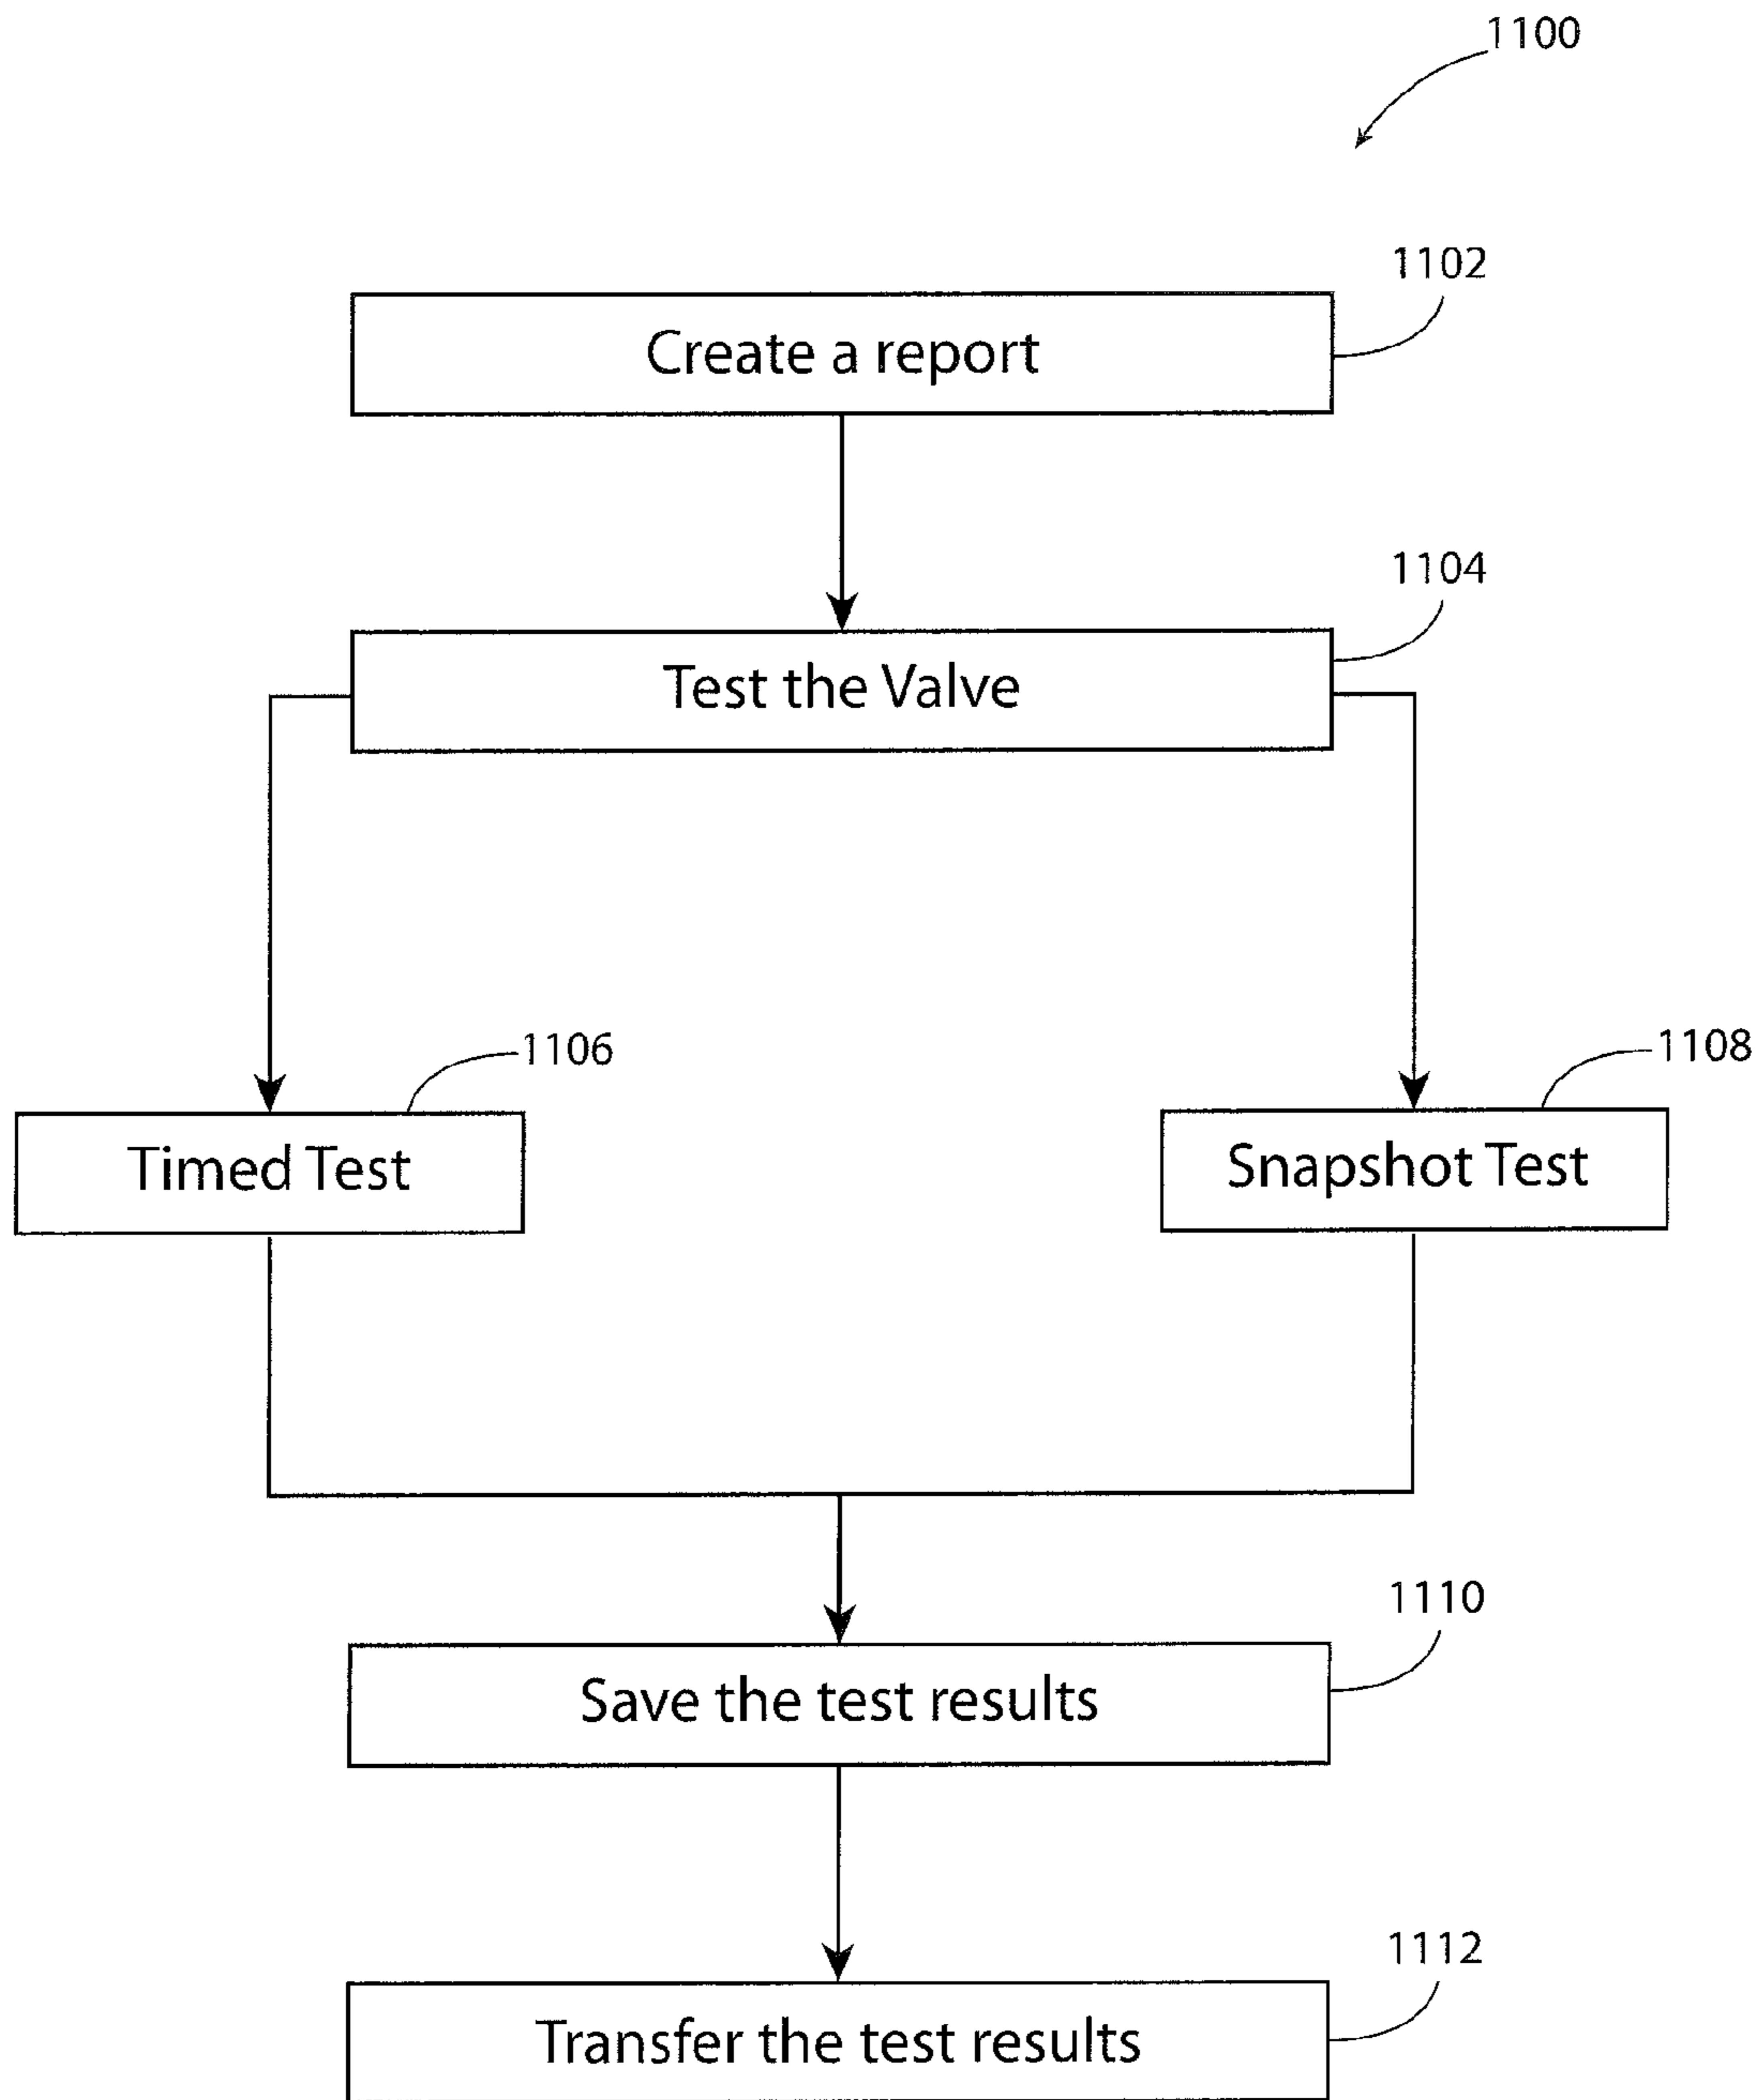 1100
1102
Create a report
1104
Test the Valve
1106
1108
Timed Test
Snapshot Test
1110
Save the test results
1112
Transfer the test results